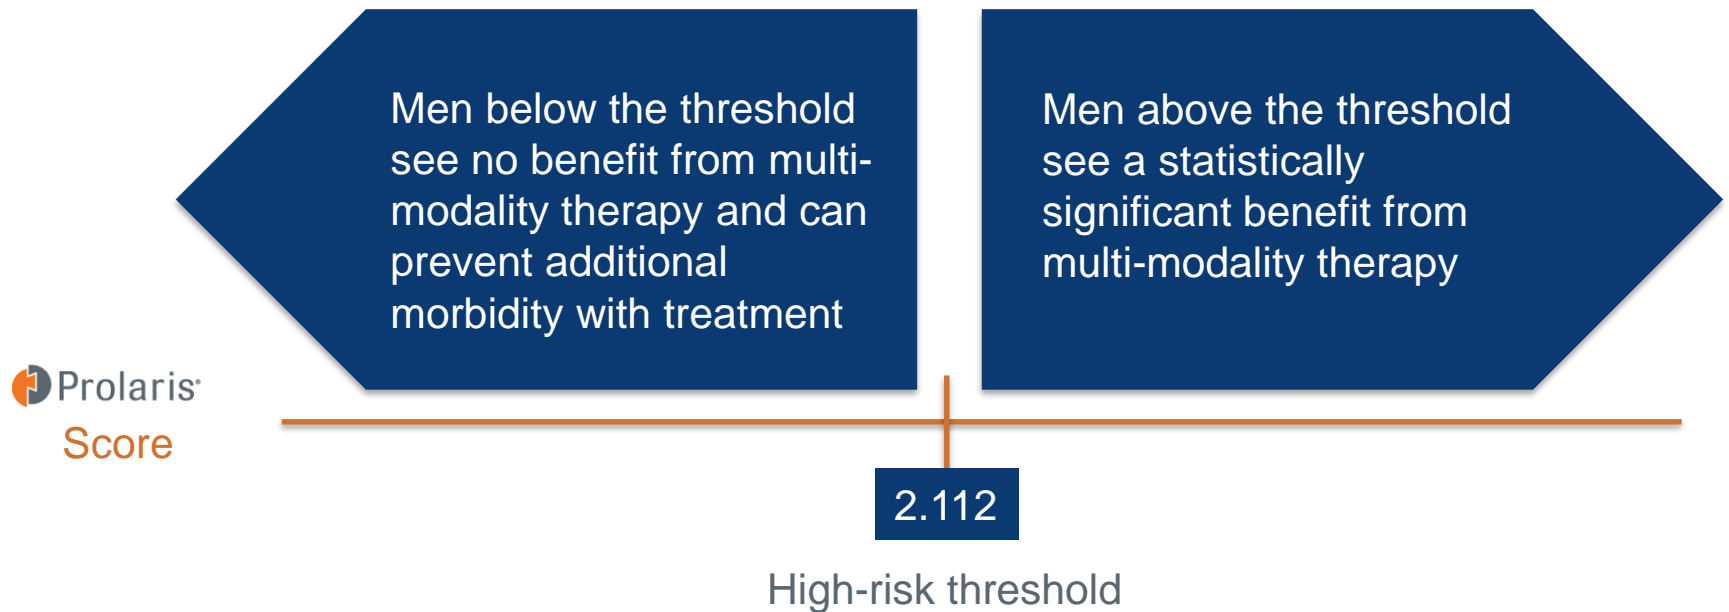 Men below the threshold
see no benefit from multi-
modality therapy and can
prevent additional
morbidity with treatment
Men above the threshold
see a statistically
significant benefit from
multi-modality therapy
Prolaris®
Score
2.112
High-risk threshold